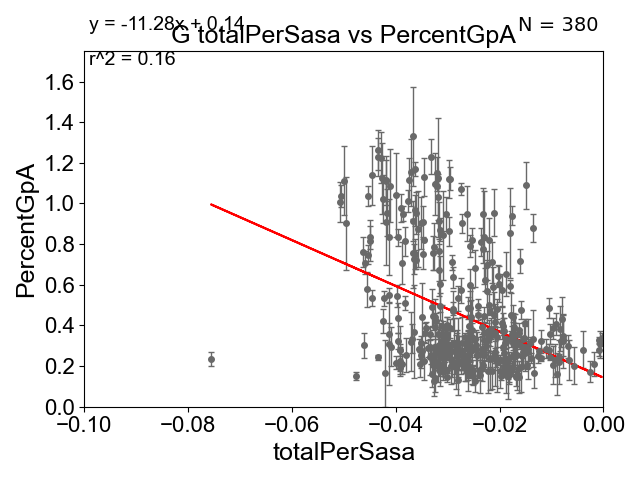 y = -11.28x + 0.14
G totalPerSasa vs PercentGpA
N = 380
r^2 = 0.16
PercentGpA
1.6
1.4
1.2
1.0
0.8
0.6
0.4
0.2
0.0
−0.10 −0.08 −0.06 −0.04 −0.02 0.00
totalPerSasa